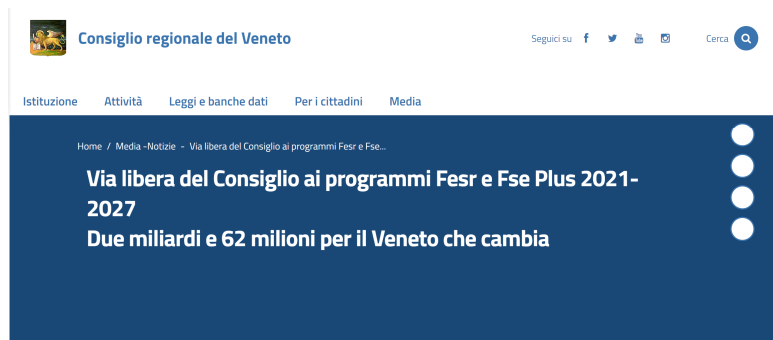 Consiglio regionale del Veneto
Seguici su
Cerca
Istituzione Attività Leggi e banche dati Per i cittadini Media
Home / Media -Notizie - Via libera del Consiglio ai programmi Fesr e Fse...
Via libera del Consiglio ai programmi Fesr e Fse Plus 2021-
2027
Due miliardi e 62 milioni per il Veneto che cambia